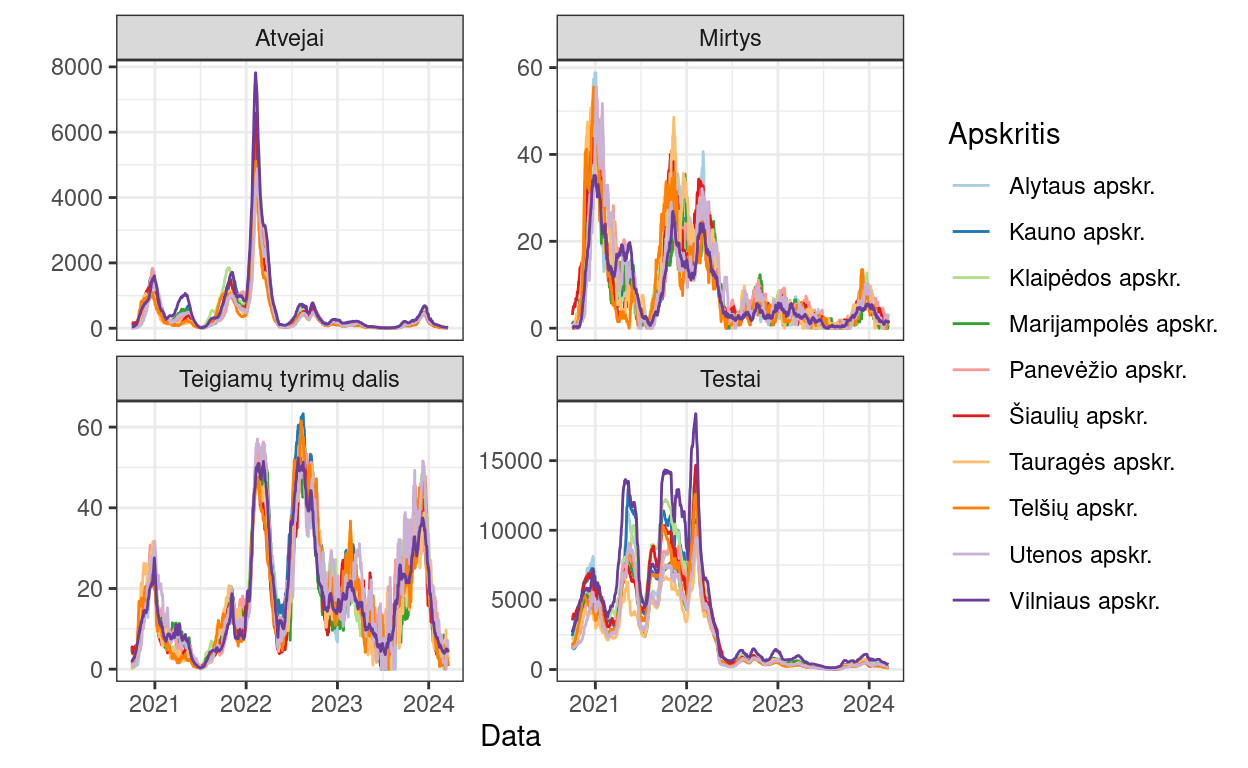 Atvejai
Mirtys
8000
6000
4000
2000
0
60
40
20
0
Teigiamų tyrimų dalis
Testai
60
40
20
0
15000
10000
5000
0
2021 2022 2023 2024
2021 2022 2023 2024
Data
Apskritis
Alytaus apskr.
Kauno apskr.
Klaipėdos apskr.
Marijampolės apskr.
Panevėžio apskr.
Šiaulių apskr.
Tauragės apskr.
Telšių apskr.
Utenos apskr.
Vilniaus apskr.